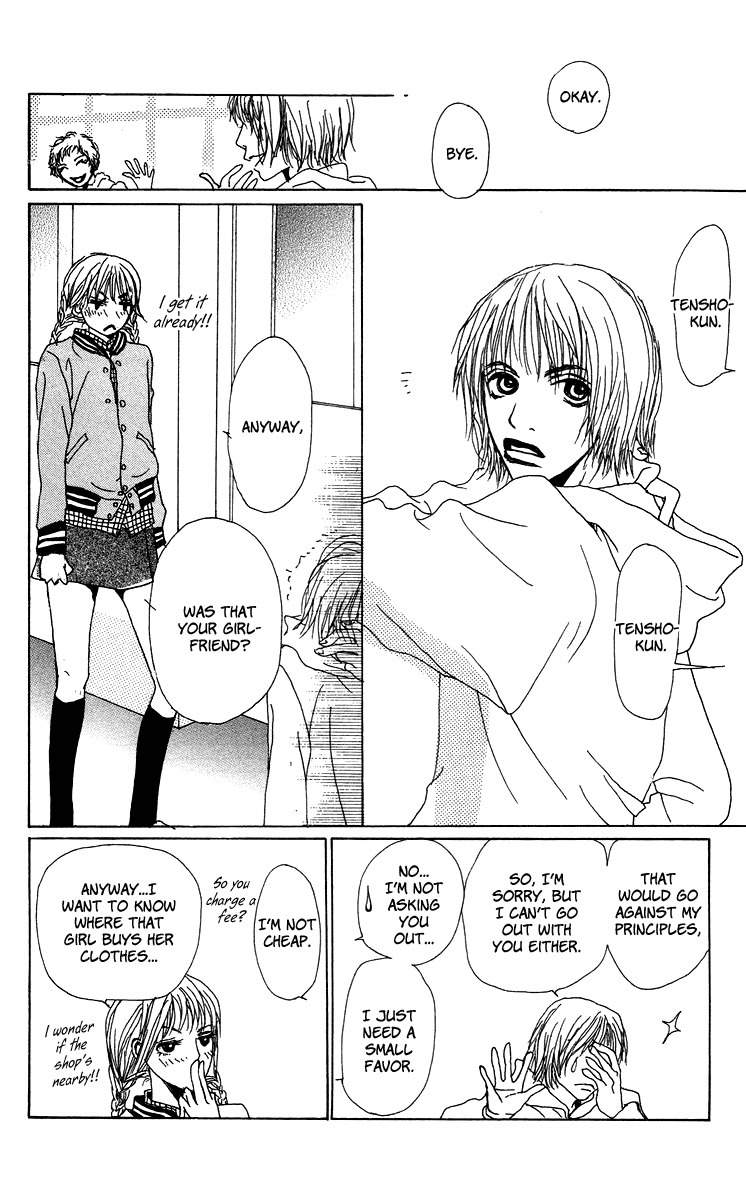 OKAY.
BYE.
TENSHO-
KUN.
TENSHO-
KUN.
I get it
already!!
ANYWAY,
WAS THAT
YOUR GIRL-
FRIEND?
THAT
WOULD GO
AGAINST MY
PRINCIPLES,
SO, I'M
SORRY, BUT
I CAN'T GO
OUT WITH
YOU EITHER.
NO...
I'M NOT
ASKING
YOU
OUT...
I JUST
NEED A
SMALL
FAVOR.
I'M NOT
CHEAP.
So you
charge a
fee?
ANYWAY...I
WANT TO KNOW
WHERE THAT
GIRL BUYS HER
CLOTHES...
I wonder
if the
shop's
nearby!!